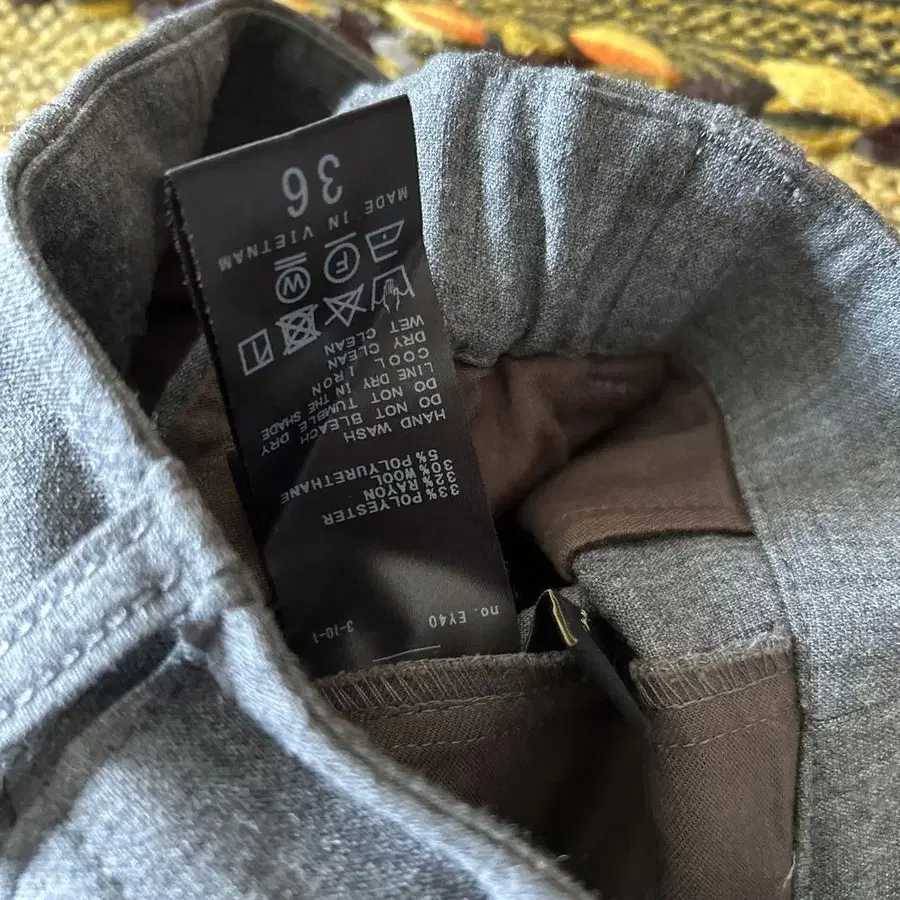 no. EY40
3-10-1
33% POLYESTER
32% RAYON
30% WOOL
5% POLYURETHANE
HAND WASH
DO NOT BLEACH
DO NOT TUMBLE DRY
LINE DRY IN THE SHADE
COOL IRON
DRY CLEAN
WET CLEAN
F W
MADE IN VIETNAM
36